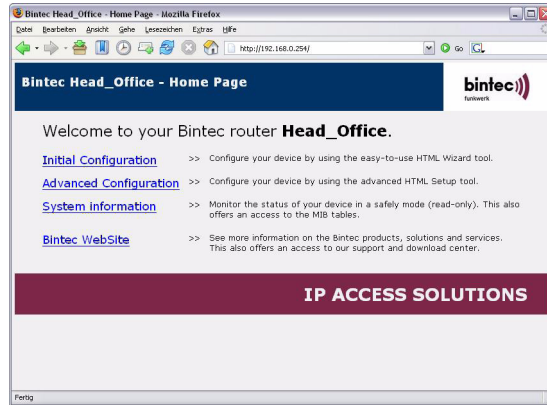 Bintec Head_Office - Home Page - Mozilla Firefox
Datei Bearbeiten Ansicht Gehe Lesezeichen Extras Hilfe
http://192.168.0.254/ Go G
Bintec Head_Office - Home Page
bintec
funkwerk
Welcome to your Bintec router Head_Office.
Initial Configuration >> Configure your device by using the easy-to-use HTML Wizard tool.
Advanced Configuration >> Configure your device by using the advanced HTML Setup tool.
System information >> Monitor the status of your device in a safely mode (read-only). This also
offers an access to the MIB tables.
Bintec WebSite >> See more information on the Bintec products, solutions and services.
This also offers an access to our support and download center.
IP ACCESS SOLUTIONS
Fertig